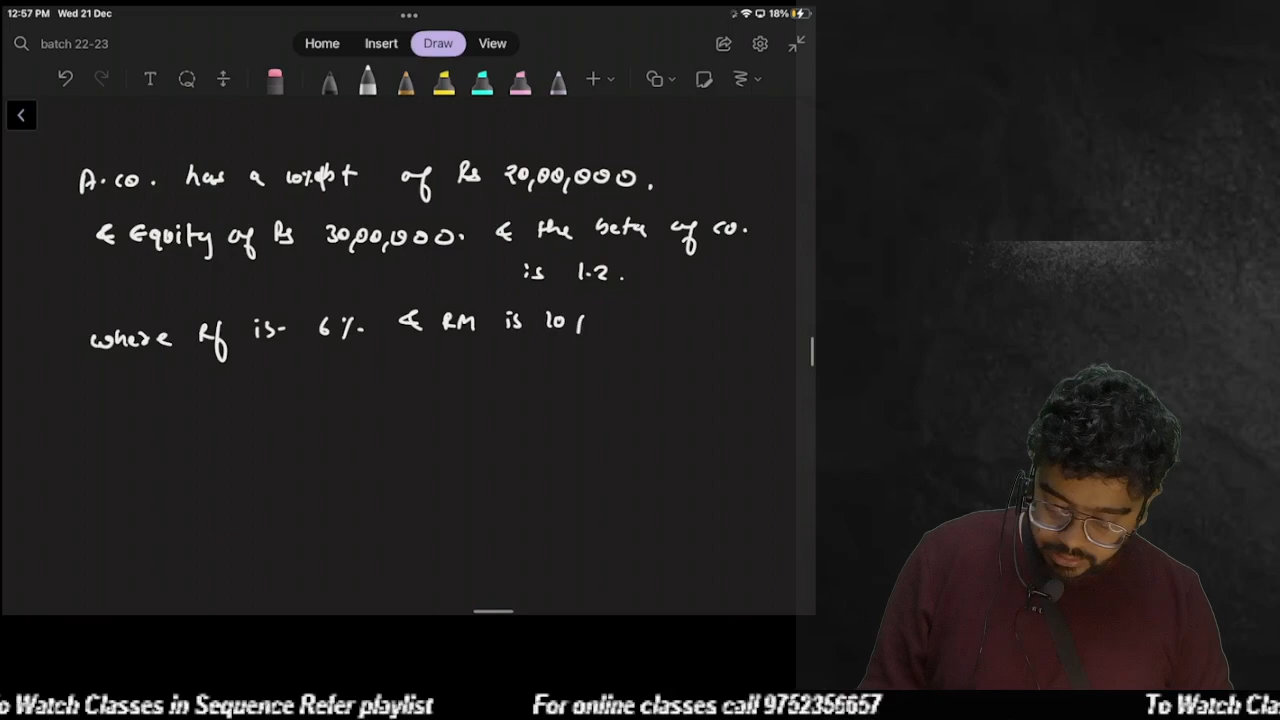 12:57 PM Wed 21 Dec
18%
batch 22-23
Home Insert Draw View
A. co. has a 10% of Rs 20,00,000.
& Equity of Rs 30,00,000. & the beta of co.
is 1.2.
where Rf is 6%. & RM is 10
o Watch Classes in Sequence Refer playlist For online classes call 9752356657 To Watch Cla